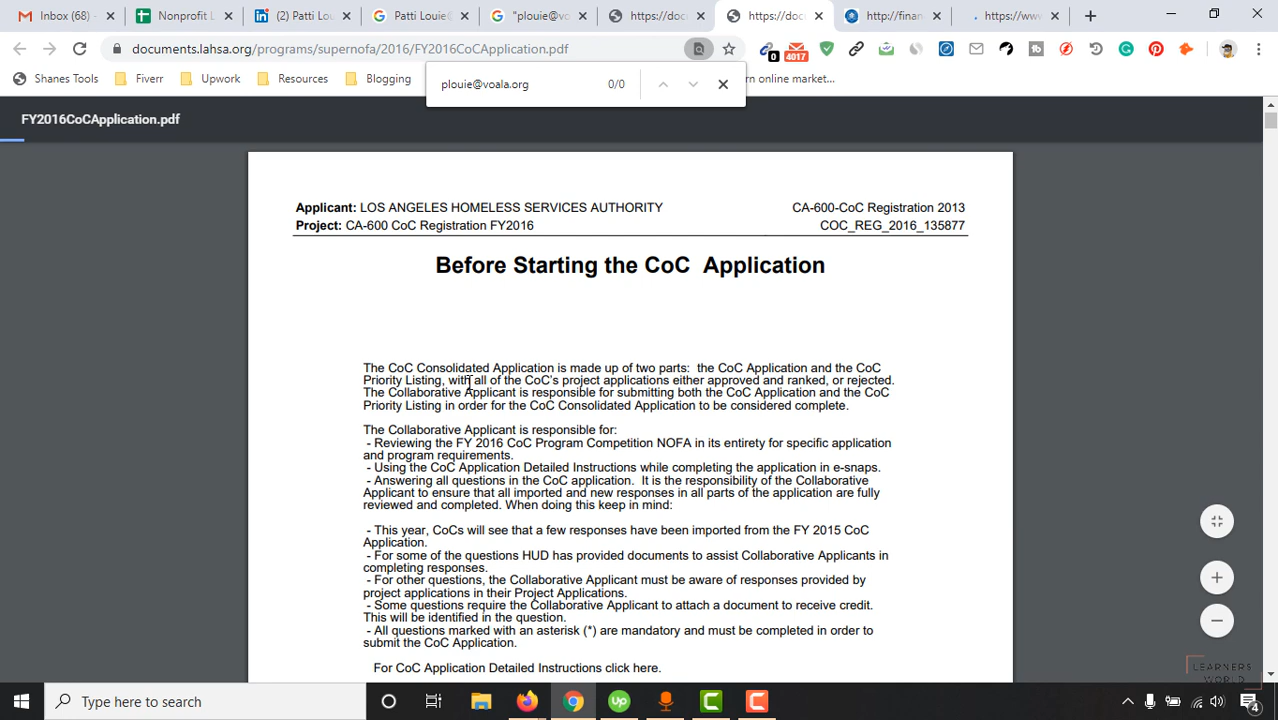 Inbox (68) -
Nonprofit L
(2) Patti Lou
Patti Louie©
"plouie@vo
https://docu
https://doc
http://finan
https://www
documents.lahsa.org/programs/supernofa/2016/FY2016CoCApplication.pdf
0
4017
Shanes Tools
Fiverr
Upwork
Resources
Blogging
rn online market...
plouie@voala.org
0/0
FY2016CoCApplication.pdf
Applicant: LOS ANGELES HOMELESS SERVICES AUTHORITY
CA-600-CoC Registration 2013
Project: CA-600 CoC Registration FY2016
COC_REG_2016_135877
Before Starting the CoC Application
The CoC Consolidated Application is made up of two parts: the CoC Application and the CoC
Priority Listing, with all of the CoC's project applications either approved and ranked, or rejected.
The Collaborative Applicant is responsible for submitting both the CoC Application and the CoC
Priority Listing in order for the CoC Consolidated Application to be considered complete.
The Collaborative Applicant is responsible for:
- Reviewing the FY 2016 CoC Program Competition NOFA in its entirety for specific application
and program requirements.
- Using the CoC Application Detailed Instructions while completing the application in e-snaps.
- Answering all questions in the CoC application. It is the responsibility of the Collaborative
Applicant to ensure that all imported and new responses in all parts of the application are fully
reviewed and completed. When doing this keep in mind:
- This year, CoCs will see that a few responses have been imported from the FY 2015 CoC
Application.
- For some of the questions HUD has provided documents to assist Collaborative Applicants in
completing responses.
- For other questions, the Collaborative Applicant must be aware of responses provided by
project applications in their Project Applications.
- Some questions require the Collaborative Applicant to attach a document to receive credit.
This will be identified in the question.
- All questions marked with an asterisk (*) are mandatory and must be completed in order to
submit the CoC Application.
For CoC Application Detailed Instructions click here.
LEARNERS
WORLD
Type here to search
4